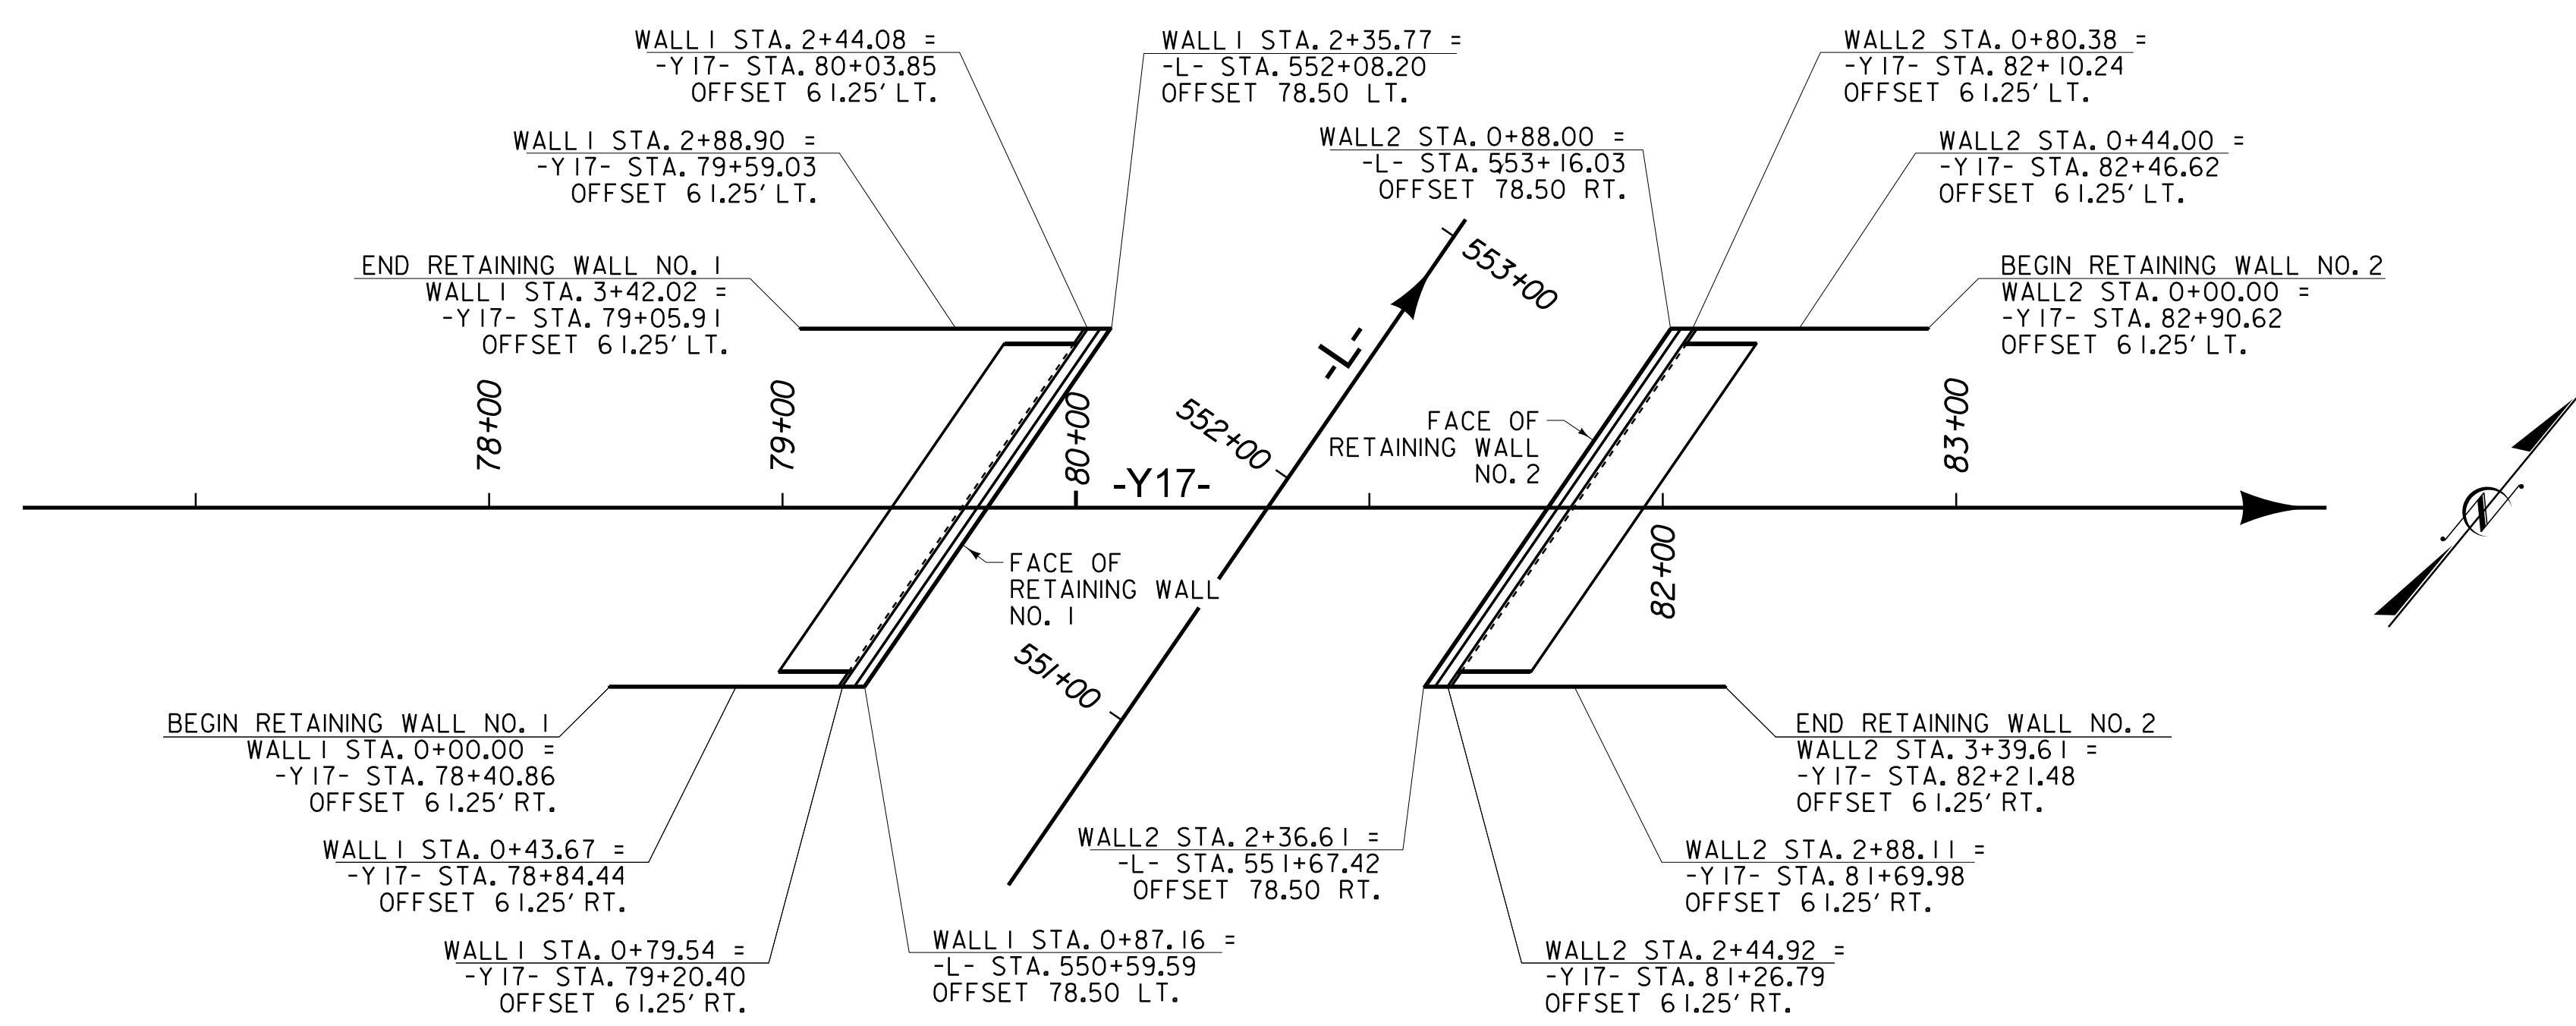 WALL1 STA. 2+44.08 =
-Y17- STA. 80+03.85
OFFSET 61.25' LT.
WALL1 STA. 2+35.77 =
-L- STA. 552+08.20
OFFSET 78.50 LT.
WALL2 STA. 0+80.38 =
-Y17- STA. 82+10.24
OFFSET 61.25' LT.
WALL1 STA. 2+88.90 =
-Y17- STA. 79+59.03
OFFSET 61.25' LT.
WALL2 STA. 0+88.00 =
-L- STA. 553+16.03
OFFSET 78.50 RT.
WALL2 STA. 0+44.00 =
-Y17- STA. 82+46.62
OFFSET 61.25' LT.
END RETAINING WALL NO. 1
WALL1 STA. 3+42.02 =
-Y17- STA. 79+05.91
OFFSET 61.25' LT.
BEGIN RETAINING WALL NO. 2
WALL2 STA. 0+00.00 =
-Y17- STA. 82+90.62
OFFSET 61.25' LT.
553+00
-L-
552+00
551+00
78+00
79+00
80+00
82+00
83+00
-Y17-
FACE OF
RETAINING WALL
NO. 2
FACE OF
RETAINING WALL
NO. 1
N
BEGIN RETAINING WALL NO. 1
WALL1 STA. 0+00.00 =
-Y17- STA. 78+40.86
OFFSET 61.25' RT.
END RETAINING WALL NO. 2
WALL2 STA. 3+39.61 =
-Y17- STA. 82+21.48
OFFSET 61.25' RT.
WALL1 STA. 0+43.67 =
-Y17- STA. 78+84.44
OFFSET 61.25' RT.
WALL2 STA. 2+36.61 =
-L- STA. 551+67.42
OFFSET 78.50 RT.
WALL2 STA. 2+88.11 =
-Y17- STA. 81+69.98
OFFSET 61.25' RT.
WALL1 STA. 0+79.54 =
-Y17- STA. 79+20.40
OFFSET 61.25' RT.
WALL1 STA. 0+87.16 =
-L- STA. 550+59.59
OFFSET 78.50 LT.
WALL2 STA. 2+44.92 =
-Y17- STA. 81+26.79
OFFSET 61.25' RT.